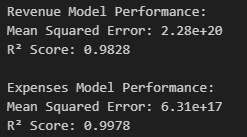 Revenue Model Performance:
Mean Squared Error: 2.28e+20
R² Score: 0.9828
Expenses Model Performance:
Mean Squared Error: 6.31e+17
R² Score: 0.9978